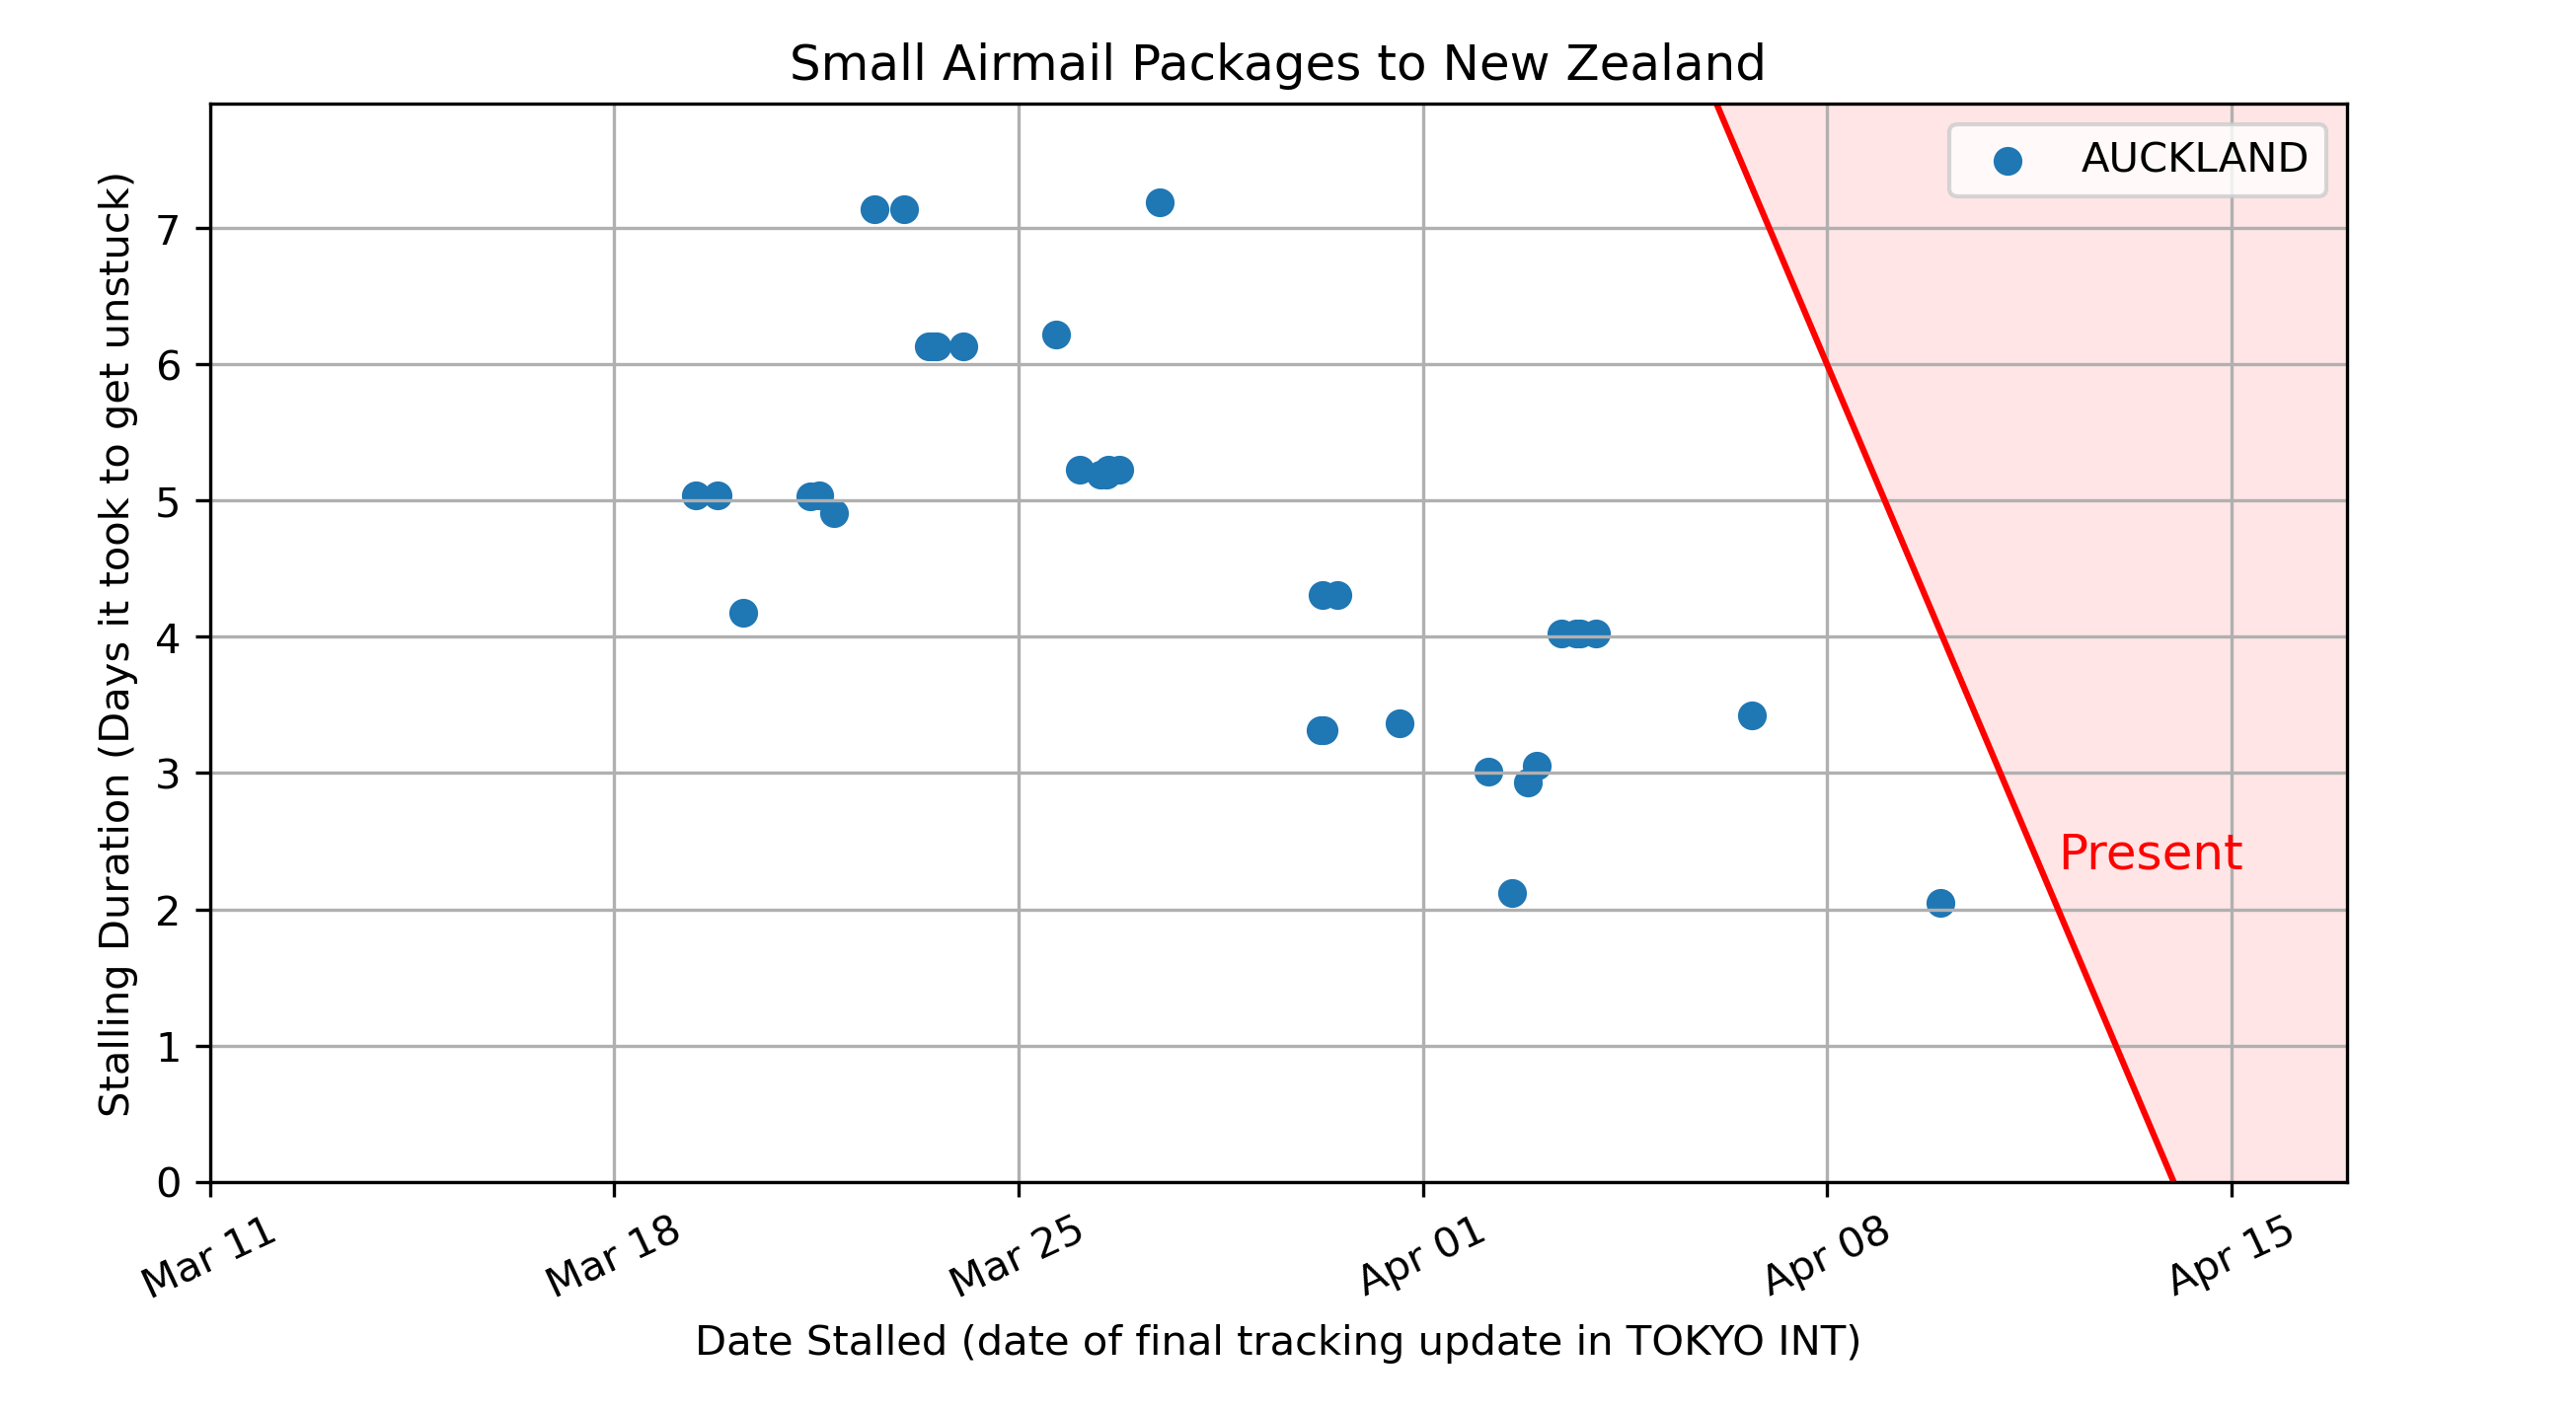 Small Airmail Packages to New Zealand
AUCKLAND
Stalling Duration (Days it took to get unstuck)
7
6
5
4
3
2
1
0
Present
Mar 11
Mar 18
Mar 25
Apr 01
Apr 08
Apr 15
Date Stalled (date of final tracking update in TOKYO INT)